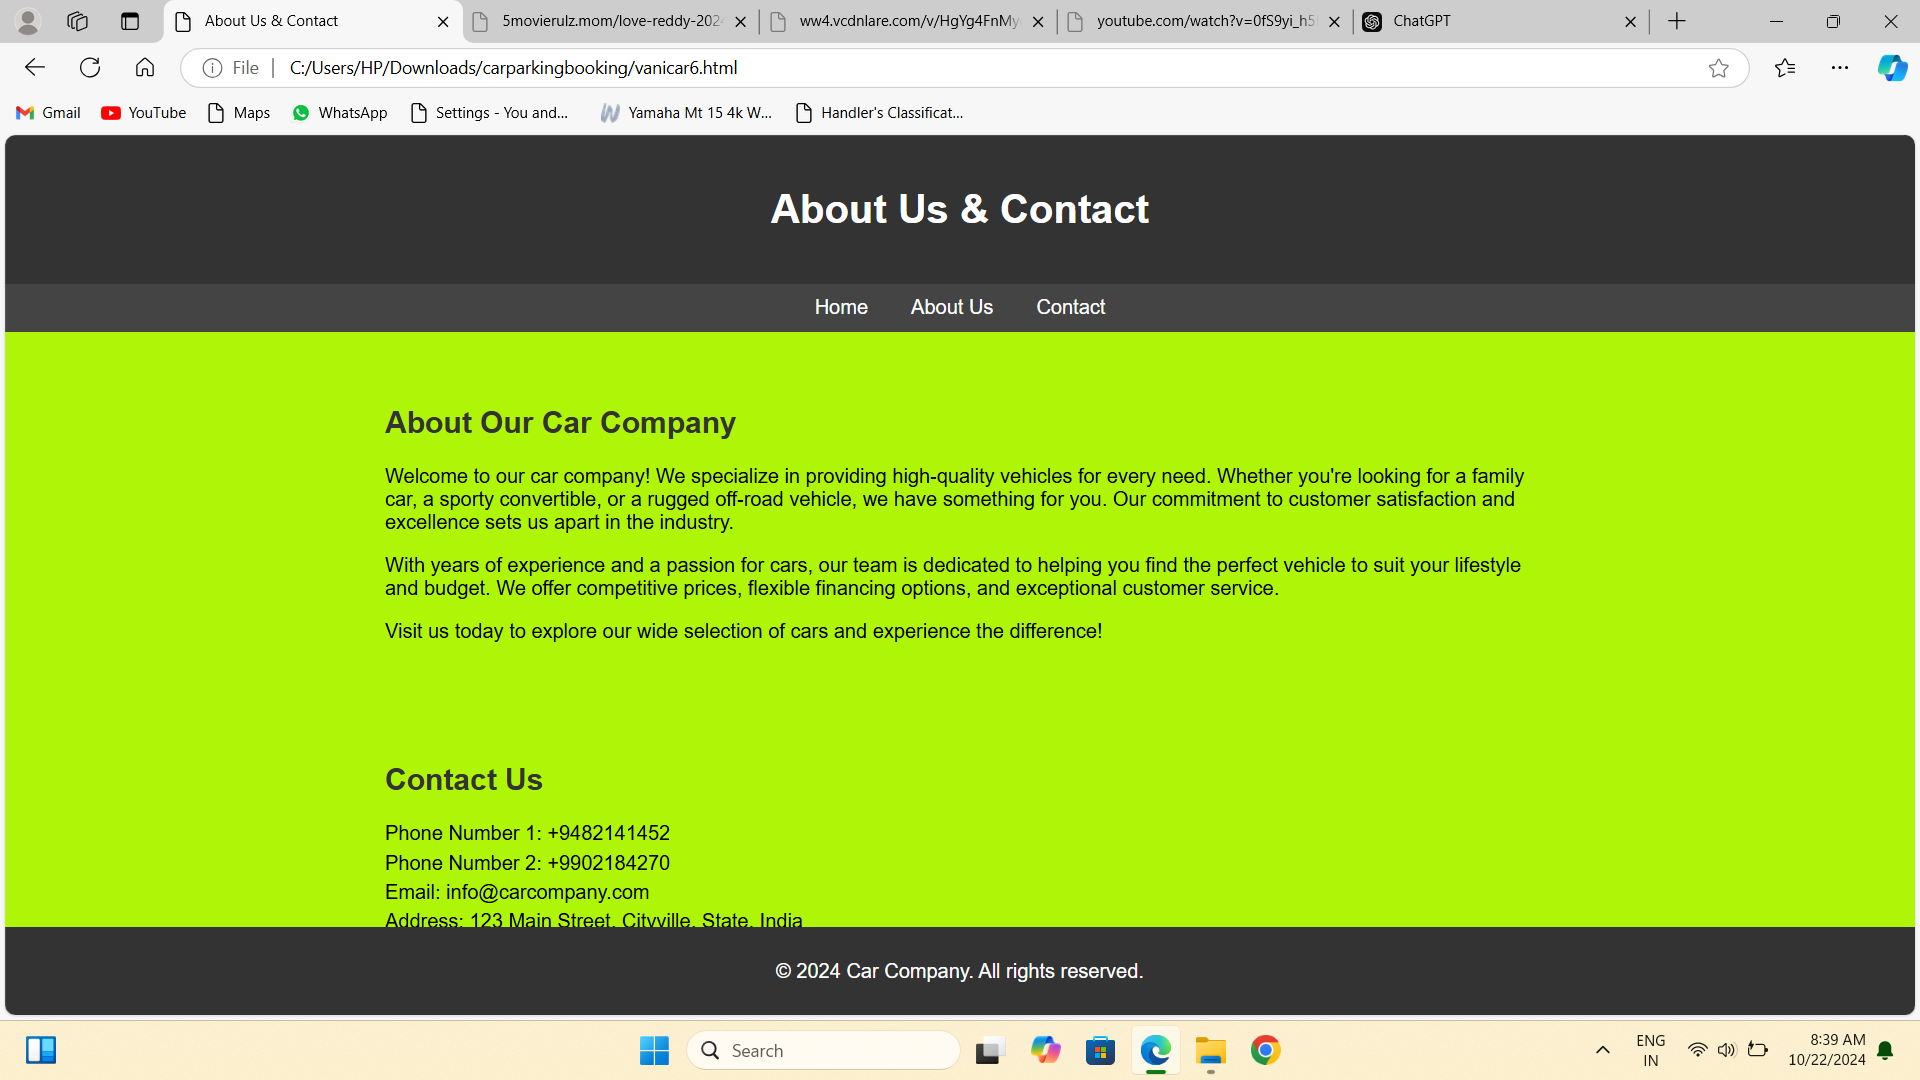 About Us & Contact
5movierulz.mom/love-reddy-202
ww4.vcdnlare.com/v/HgYg4FnMy
youtube.com/watch?v=0fS9yi_h5
ChatGPT
File
C:/Users/HP/Downloads/carparkingbooking/vanicar6.html
Gmail
YouTube
Maps
WhatsApp
Settings - You and...
Yamaha Mt 15 4k W...
Handler's Classificat...
About Us & Contact
Home About Us Contact
About Our Car Company
Welcome to our car company! We specialize in providing high-quality vehicles for every need. Whether you're looking for a family
car, a sporty convertible, or a rugged off-road vehicle, we have something for you. Our commitment to customer satisfaction and
excellence sets us apart in the industry.
With years of experience and a passion for cars, our team is dedicated to helping you find the perfect vehicle to suit your lifestyle
and budget. We offer competitive prices, flexible financing options, and exceptional customer service.
Visit us today to explore our wide selection of cars and experience the difference!
Contact Us
Phone Number 1: +9482141452
Phone Number 2: +9902184270
Email: info@carcompany.com
Address: 123 Main Street, Cityville, State, India
© 2024 Car Company. All rights reserved.
Search
ENG
IN
8:39 AM
10/22/2024